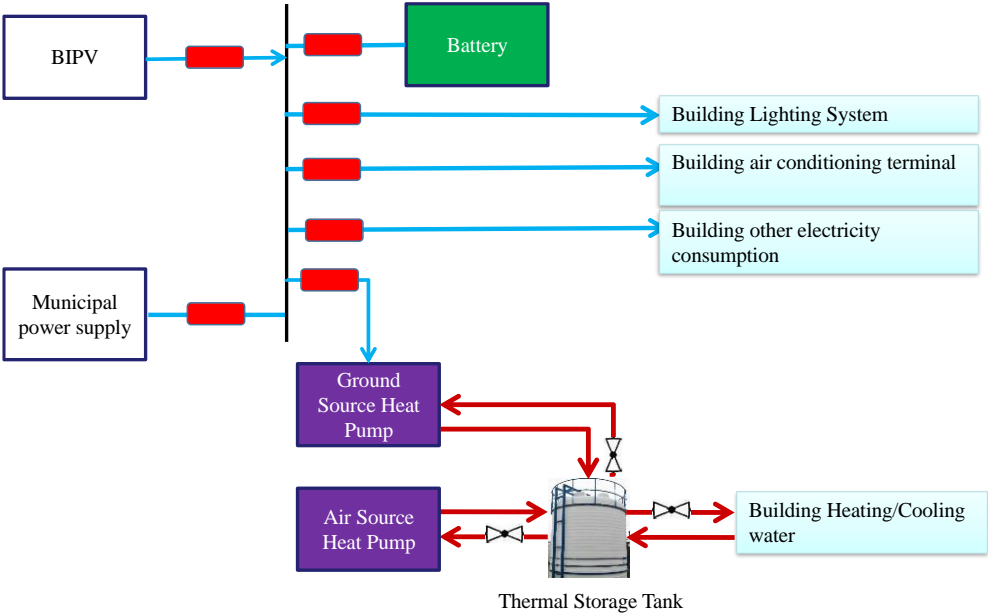 BIPV
Battery
Building Lighting System
Building air conditioning terminal
Building other electricity
consumption
Municipal
power supply
Ground
Source Heat
Pump
Air Source
Heat Pump
Building Heating/Cooling
water
Thermal Storage Tank